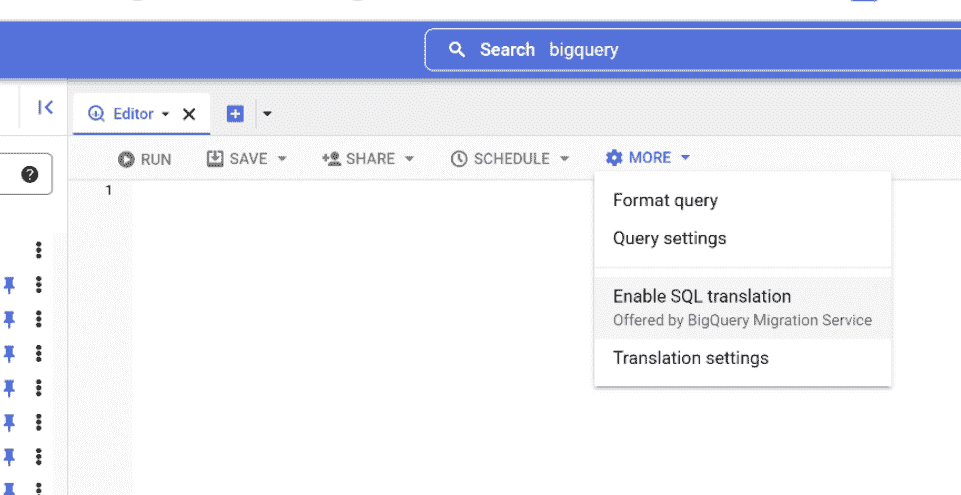 Search bigquery
Editor
RUN SAVE SHARE SCHEDULE MORE
1
Format query
Query settings
Enable SQL translation
Offered by BigQuery Migration Service
Translation settings